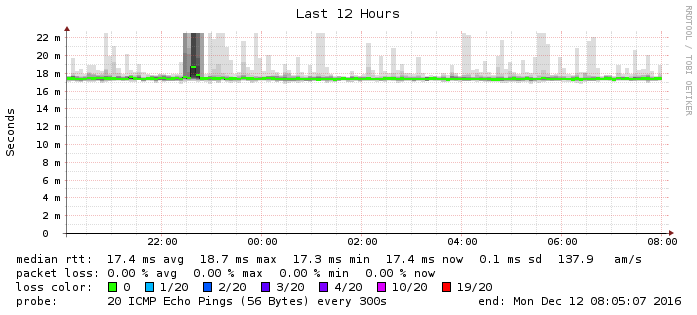 Last 12 Hours
RRDTOOL / TOBI OETIKER
Seconds
22 m
20 m
18 m
16 m
14 m
12 m
10 m
8 m
6 m
4 m
2 m
0
22:00 00:00 02:00 04:00 06:00 08:00
median rtt: 17.4 ms avg 18.7 ms max 17.3 ms min 17.4 ms now 0.1 ms sd 137.9 am/s
packet loss: 0.00 % avg 0.00 % max 0.00 % min 0.00 % now
loss color: 0 1/20 2/20 3/20 4/20 10/20 19/20
probe: 20 ICMP Echo Pings (56 Bytes) every 300s end: Mon Dec 12 08:05:07 2016